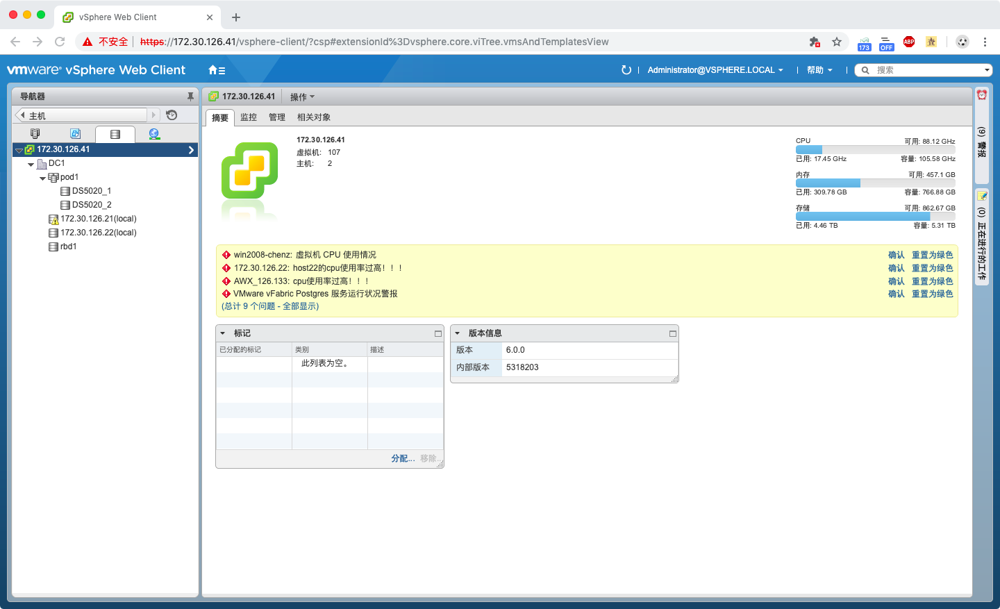 vSphere Web Client
不安全
https://172.30.126.41/vsphere-client/?csp#extensionId%3Dvsphere.core.viTree.vmsAndTemplatesView
173
OFF
ABP
vmware® vSphere Web Client
Administrator@VSPHERE.LOCAL
帮助
搜索
导航器
主机
172.30.126.41
DC1
pod1
DS5020_1
DS5020_2
172.30.126.21(local)
172.30.126.22(local)
rbd1
172.30.126.41
操作
摘要 监控 管理 相关对象
172.30.126.41
虚拟机: 107
主机: 2
CPU 可用: 88.12 GHz
已用: 17.45 GHz 容量: 105.58 GHz
内存 可用: 457.1 GB
已用: 309.78 GB 容量: 766.88 GB
存储 可用: 862.67 GB
已用: 4.46 TB 容量: 5.31 TB
win2008-chenz: 虚拟机 CPU 使用情况 确认 重置为绿色
172.30.126.22: host22的cpu使用率过高！！！ 确认 重置为绿色
AWX_126.133: cpu使用率过高！！！ 确认 重置为绿色
VMware vFabric Postgres 服务运行状况警报 确认 重置为绿色
(总计 9 个问题 - 全部显示)
标记
已分配的标记 类别 描述
此列表为空。
分配... 移除...
版本信息
版本 6.0.0
内部版本 5318203
(9) 警报
(0) 正在进行的工作